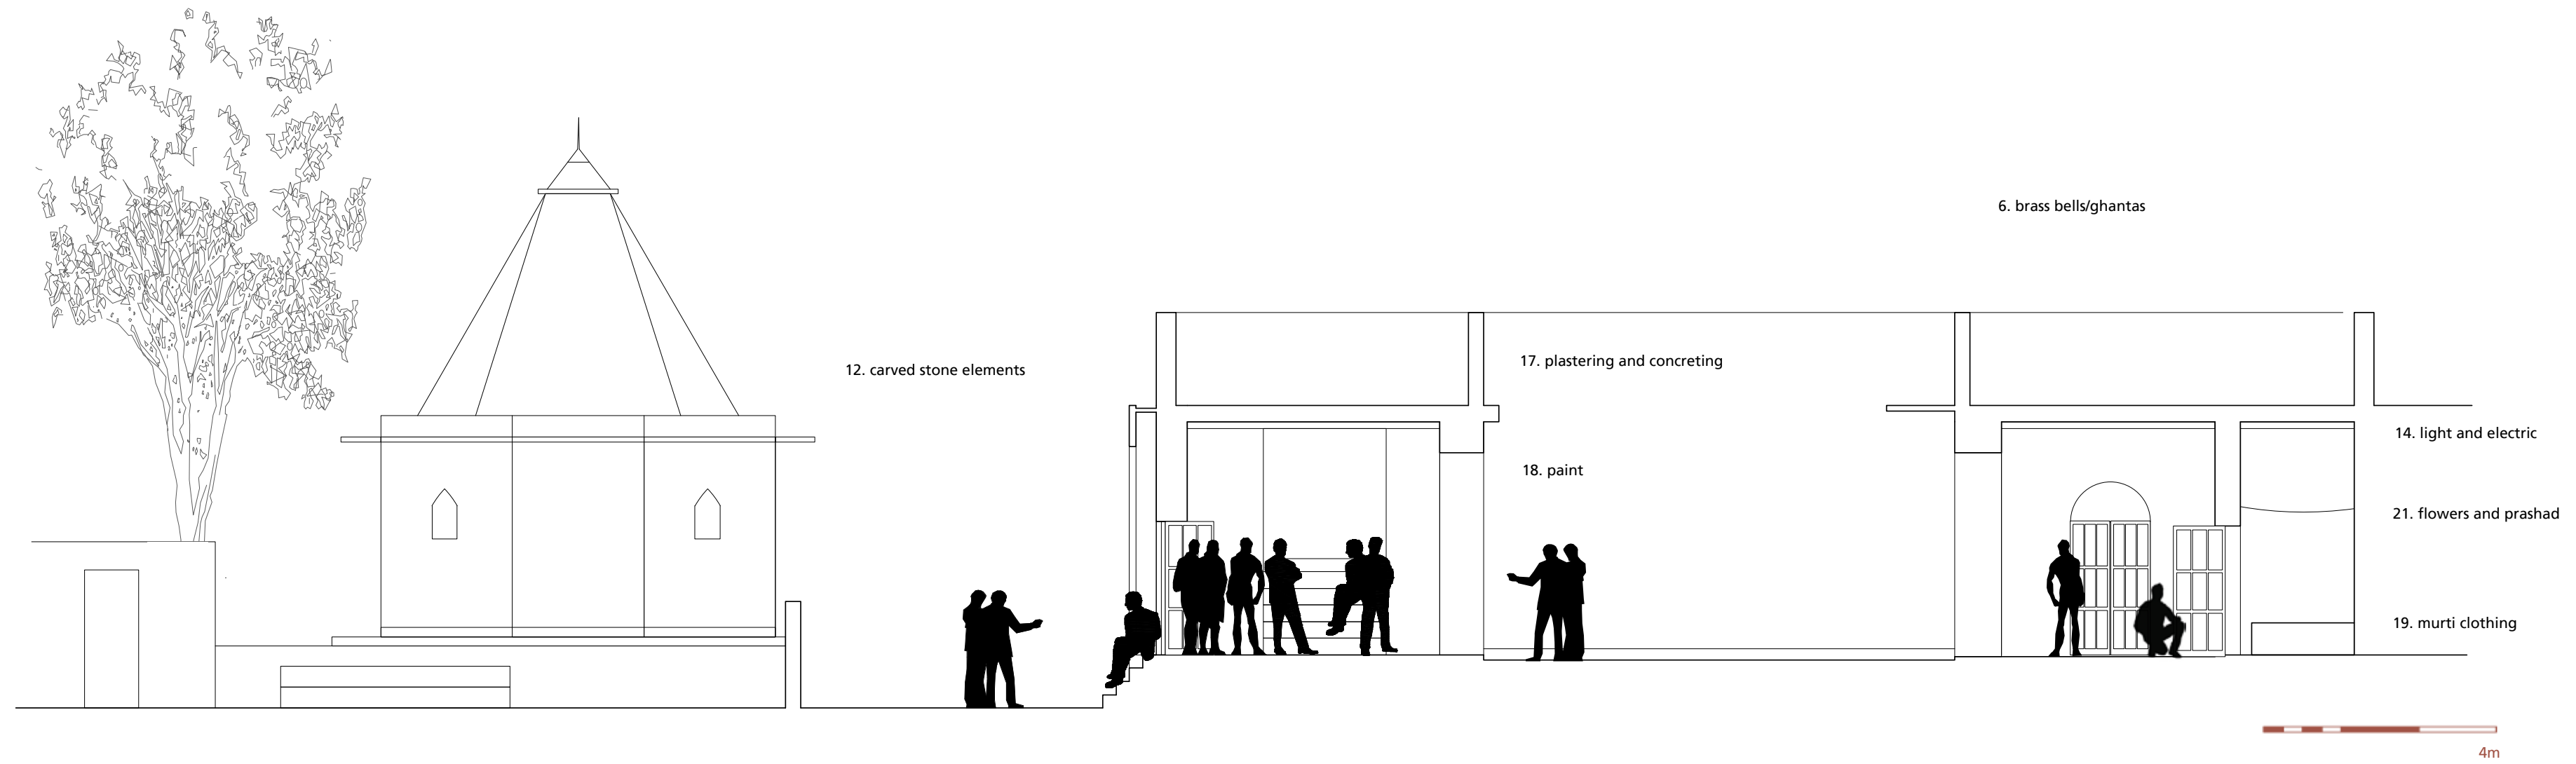 6. brass bells/ghantas
12. carved stone elements
17. plastering and concreting
18. paint
14. light and electric
21. flowers and prashad
19. murti clothing
4m